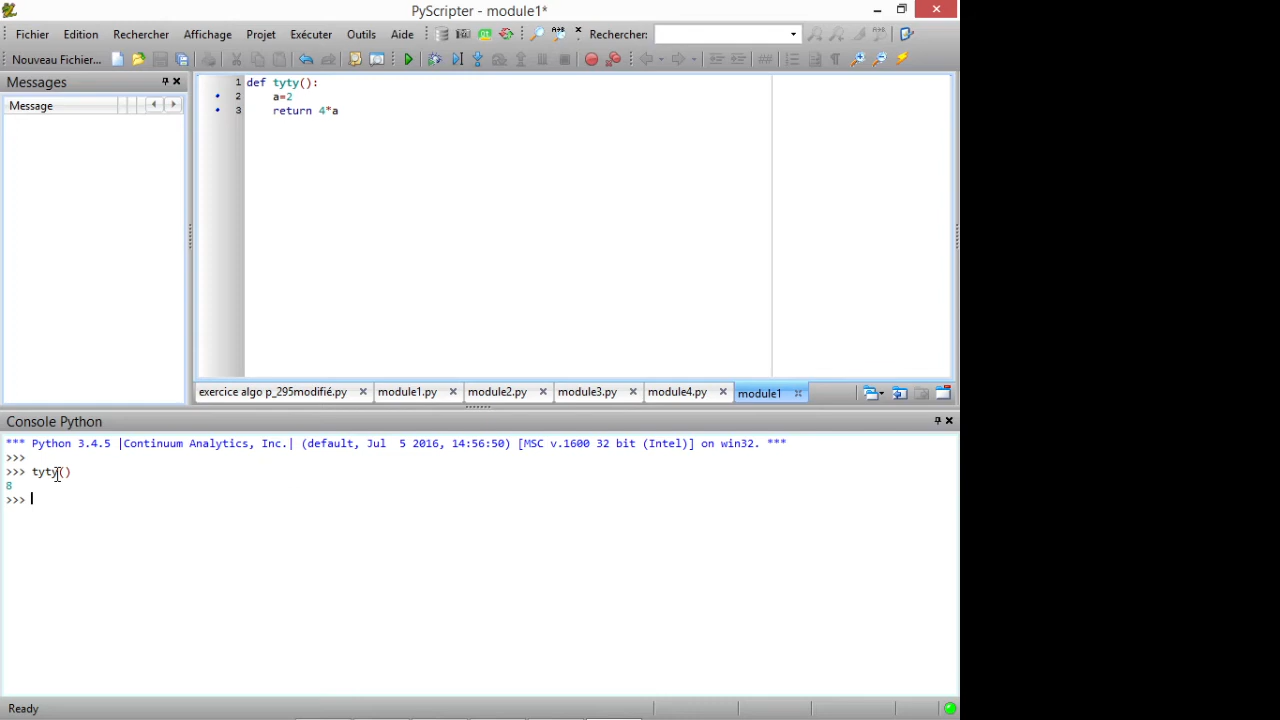 PyScripter - module1*
Fichier Edition Rechercher Affichage Projet Exécuter Outils Aide Rechercher:
Nouveau Fichier...
Messages
Message
1 def tyty():
2 a=2
3 return 4*a
exercice algo p_295modifié.py module1.py module2.py module3.py module4.py module1
Console Python
*** Python 3.4.5 |Continuum Analytics, Inc.| (default, Jul  5 2016, 14:56:50) [MSC v.1600 32 bit (Intel)] on win32. ***
>>>
>>> tyty()
8
>>>
Ready